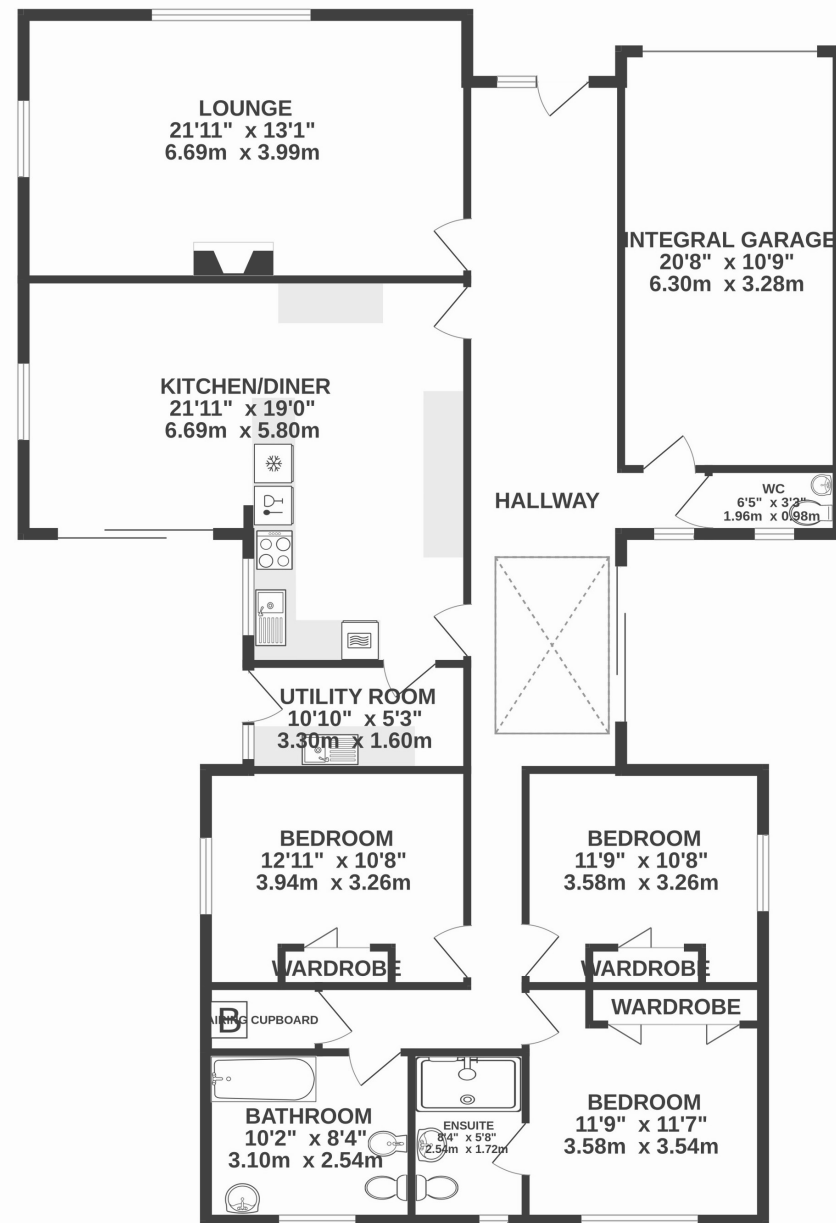 LOUNGE
21'11" x 13'1"
6.69m x 3.99m
INTEGRAL GARAGE
20'8" x 10'9"
6.30m x 3.28m
KITCHEN/DINER
21'11" x 19'0"
6.69m x 5.80m
HALLWAY
WC
6'5" x 3'3"
1.96m x 0.98m
UTILITY ROOM
10'10" x 5'3"
3.30m x 1.60m
BEDROOM
12'11" x 10'8"
3.94m x 3.26m
BEDROOM
11'9" x 10'8"
3.58m x 3.26m
WARDROBE
WARDROBE
WARDROBE
B
AIRING CUPBOARD
BEDROOM
11'9" x 11'7"
3.58m x 3.54m
BATHROOM
10'2" x 8'4"
3.10m x 2.54m
ENSUITE
8'4" x 5'8"
2.54m x 1.72m